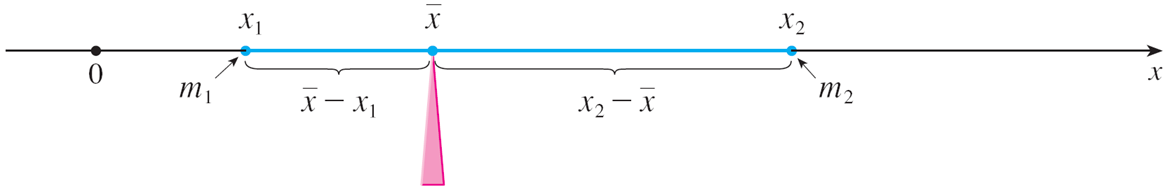 x₁ x̄ x₂
0 x
m₁ x̄ − x₁ x₂ − x̄ m₂